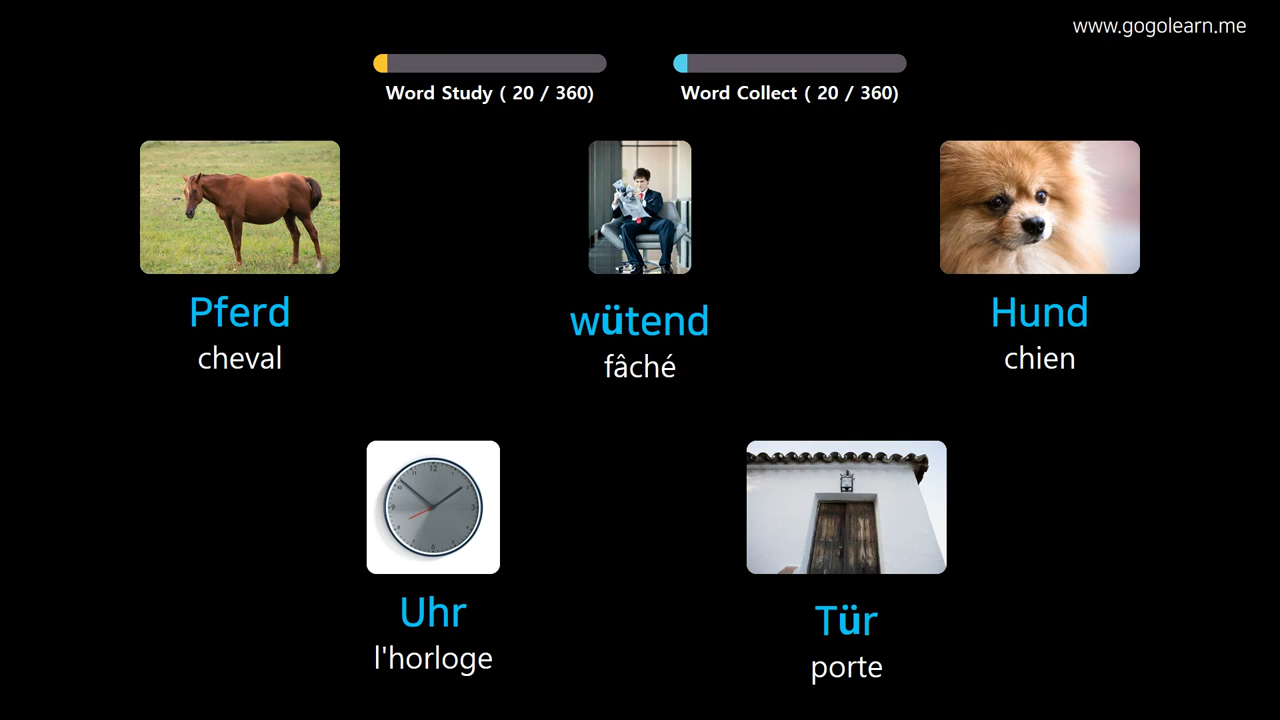 www.gogolearn.me
Word Study ( 20 / 360)
Word Collect ( 20 / 360)
Pferd
cheval
wütend
fâché
Hund
chien
Uhr
l'horloge
Tür
porte